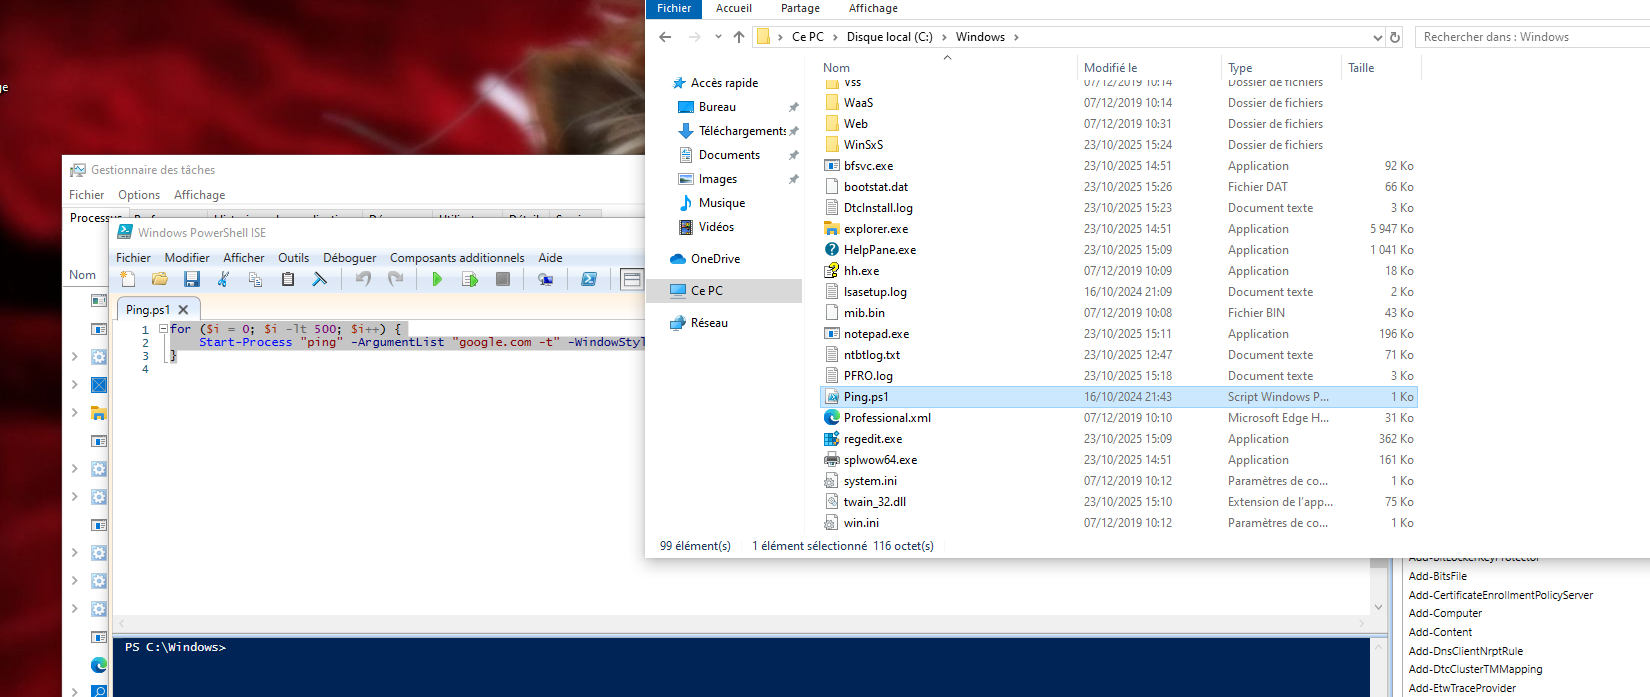 Fichier Accueil Partage Affichage
Ce PC > Disque local (C:) > Windows >
Rechercher dans : Windows
Nom Modifié le Type Taille
Accès rapide
Bureau
Téléchargements
Documents
Images
Musique
Vidéos
OneDrive
Ce PC
Réseau
Vss 07/12/2019 10:14 Dossier de fichiers
WaaS 07/12/2019 10:14 Dossier de fichiers
Web 07/12/2019 10:31 Dossier de fichiers
WinSxS 23/10/2025 15:24 Dossier de fichiers
bfsvc.exe 23/10/2025 14:51 Application 92 Ko
bootstat.dat 23/10/2025 15:26 Fichier DAT 66 Ko
DtcInstall.log 23/10/2025 15:23 Document texte 3 Ko
explorer.exe 23/10/2025 14:51 Application 5 947 Ko
HelpPane.exe 23/10/2025 15:09 Application 1 041 Ko
hh.exe 07/12/2019 10:09 Application 18 Ko
lsasetup.log 16/10/2024 21:09 Document texte 2 Ko
mib.bin 07/12/2019 10:08 Fichier BIN 43 Ko
notepad.exe 23/10/2025 15:11 Application 196 Ko
ntbtlog.txt 23/10/2025 12:47 Document texte 71 Ko
PFRO.log 23/10/2025 15:18 Document texte 3 Ko
Ping.ps1 16/10/2024 21:43 Script Windows P... 1 Ko
Professional.xml 07/12/2019 10:10 Microsoft Edge H... 31 Ko
regedit.exe 23/10/2025 15:09 Application 362 Ko
splwow64.exe 23/10/2025 14:51 Application 161 Ko
system.ini 07/12/2019 10:12 Paramètres de co... 1 Ko
twain_32.dll 23/10/2025 15:10 Extension de l'app... 75 Ko
win.ini 07/12/2019 10:12 Paramètres de co... 1 Ko
99 élément(s) 1 élément sélectionné 116 octet(s)
ge
Gestionnaire des tâches
Fichier Options Affichage
Processus
Nom
Windows PowerShell ISE
Fichier Modifier Afficher Outils Déboguer Composants additionnels Aide
Ping.ps1 X
1 for ($i = 0; $i -lt 500; $i++) {
2 Start-Process "ping" -ArgumentList "google.com -t" -WindowStyl
3 }
4
PS C:\Windows>
Add-BitLockerKeyProtector
Add-BitsFile
Add-CertificateEnrollmentPolicyServer
Add-Computer
Add-Content
Add-DnsClientNrptRule
Add-DtcClusterTMMapping
Add-EtwTraceProvider